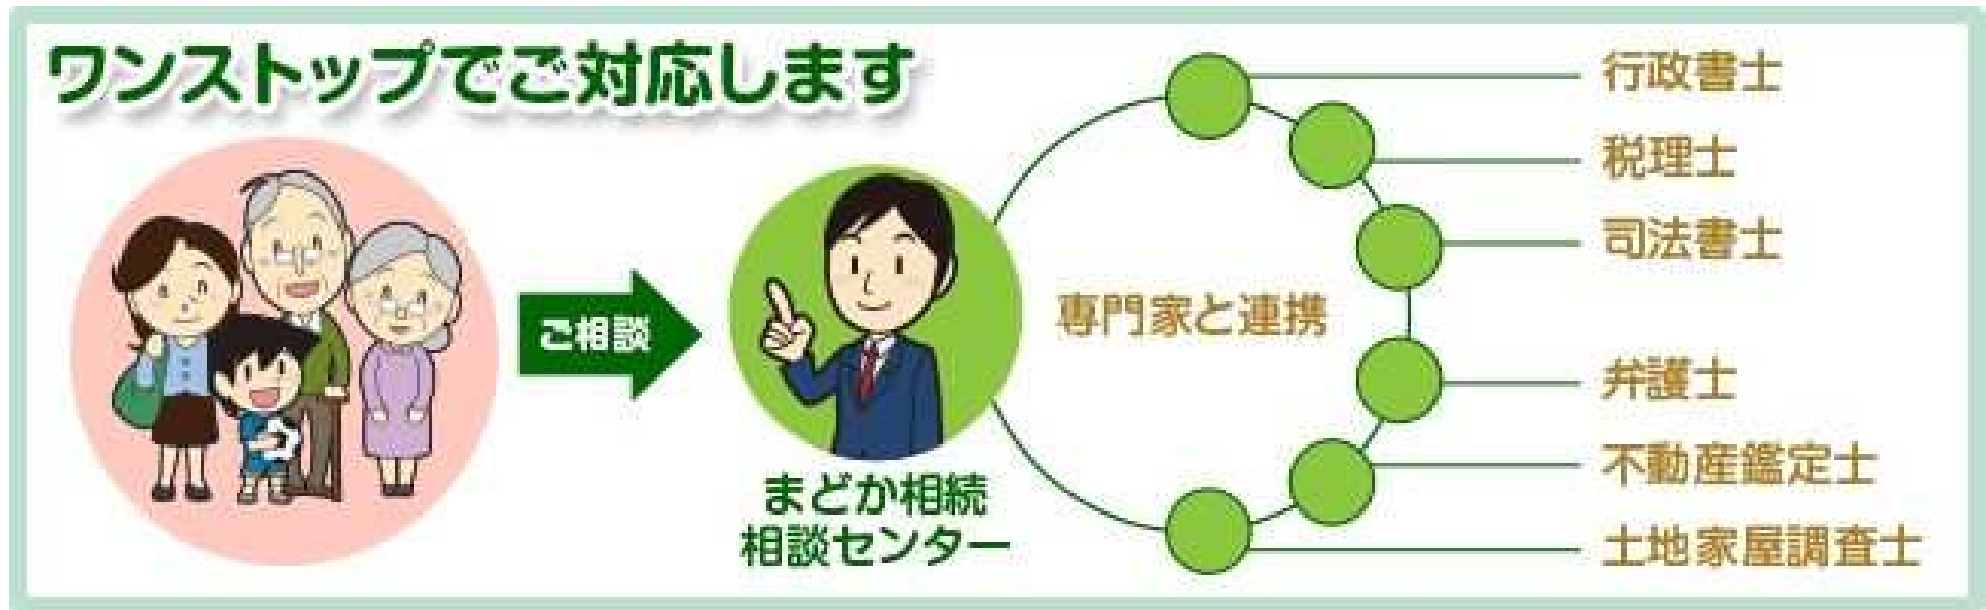 ワンストップでご対応します
ご相談
まどか相続
相談センター
専門家と連携
行政書士
税理士
司法書士
弁護士
不動産鑑定士
土地家屋調査士